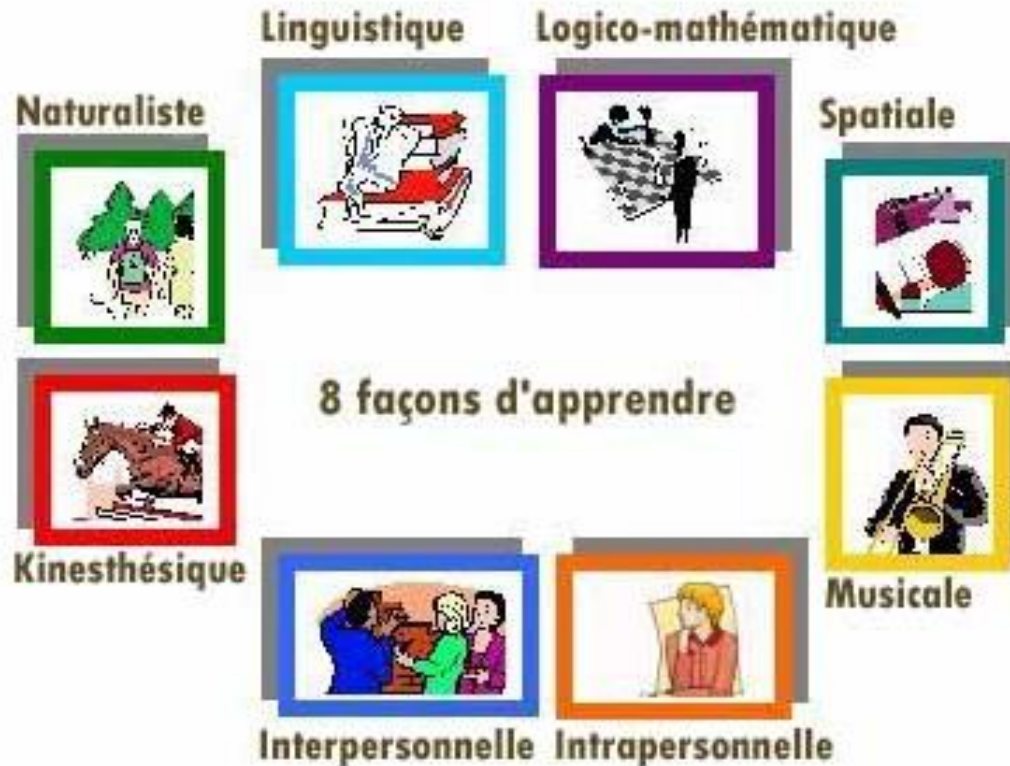 Linguistique
Logico-mathématique
Naturaliste
Spatiale
8 façons d'apprendre
Kinesthésique
Musicale
Interpersonnelle
Intrapersonnelle